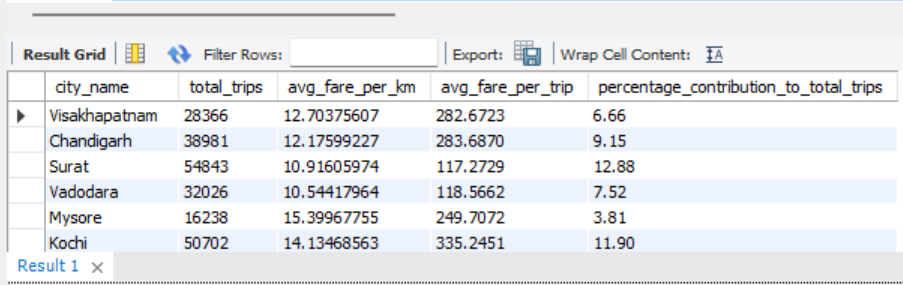 Result Grid Filter Rows: Export: Wrap Cell Content: IA
city_name total_trips avg_fare_per_km avg_fare_per_trip percentage_contribution_to_total_trips
Visakhapatnam 28366 12.70375607 282.6723 6.66
Chandigarh 38981 12.17599227 283.6870 9.15
Surat 54843 10.91605974 117.2729 12.88
Vadodara 32026 10.54417964 118.5662 7.52
Mysore 16238 15.39967755 249.7072 3.81
Kochi 50702 14.13468563 335.2451 11.90
Result 1 ×